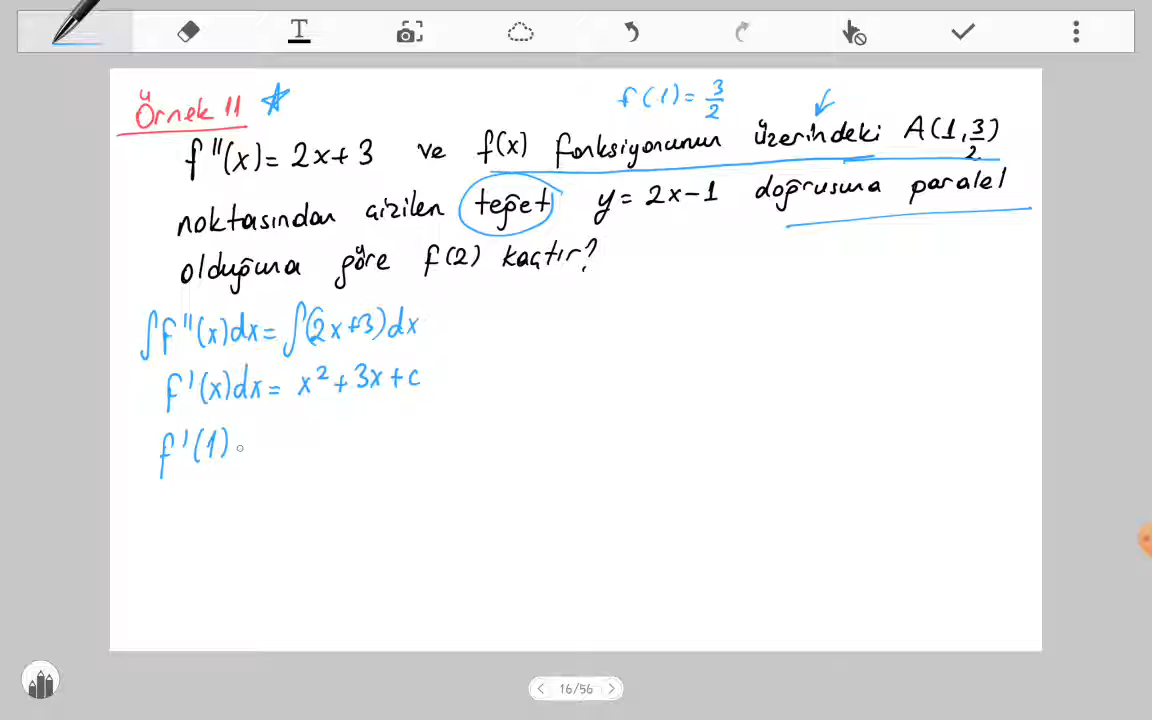 Örnek 11
f(1) = 3/2
f''(x) = 2x+3 ve f(x) fonksiyonunun üzerindeki A(1, 3/2)
noktasından çizilen teğet y = 2x-1 doğrusuna paralel
olduğuna göre f(2) kaçtır?
∫f''(x)dx = ∫(2x+3)dx
f'(x)dx = x² + 3x + c
f'(1)
16/56